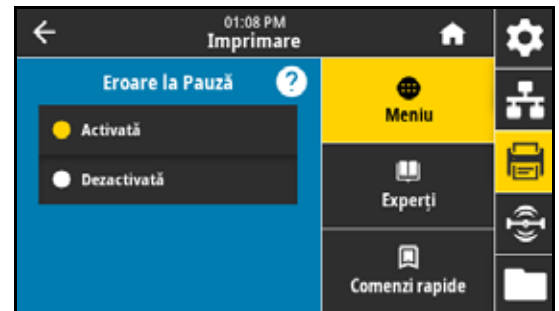 01:08 PM
Imprimare
Eroare la Pauză
?
Activată
Dezactivată
Meniu
Experți
Comenzi rapide